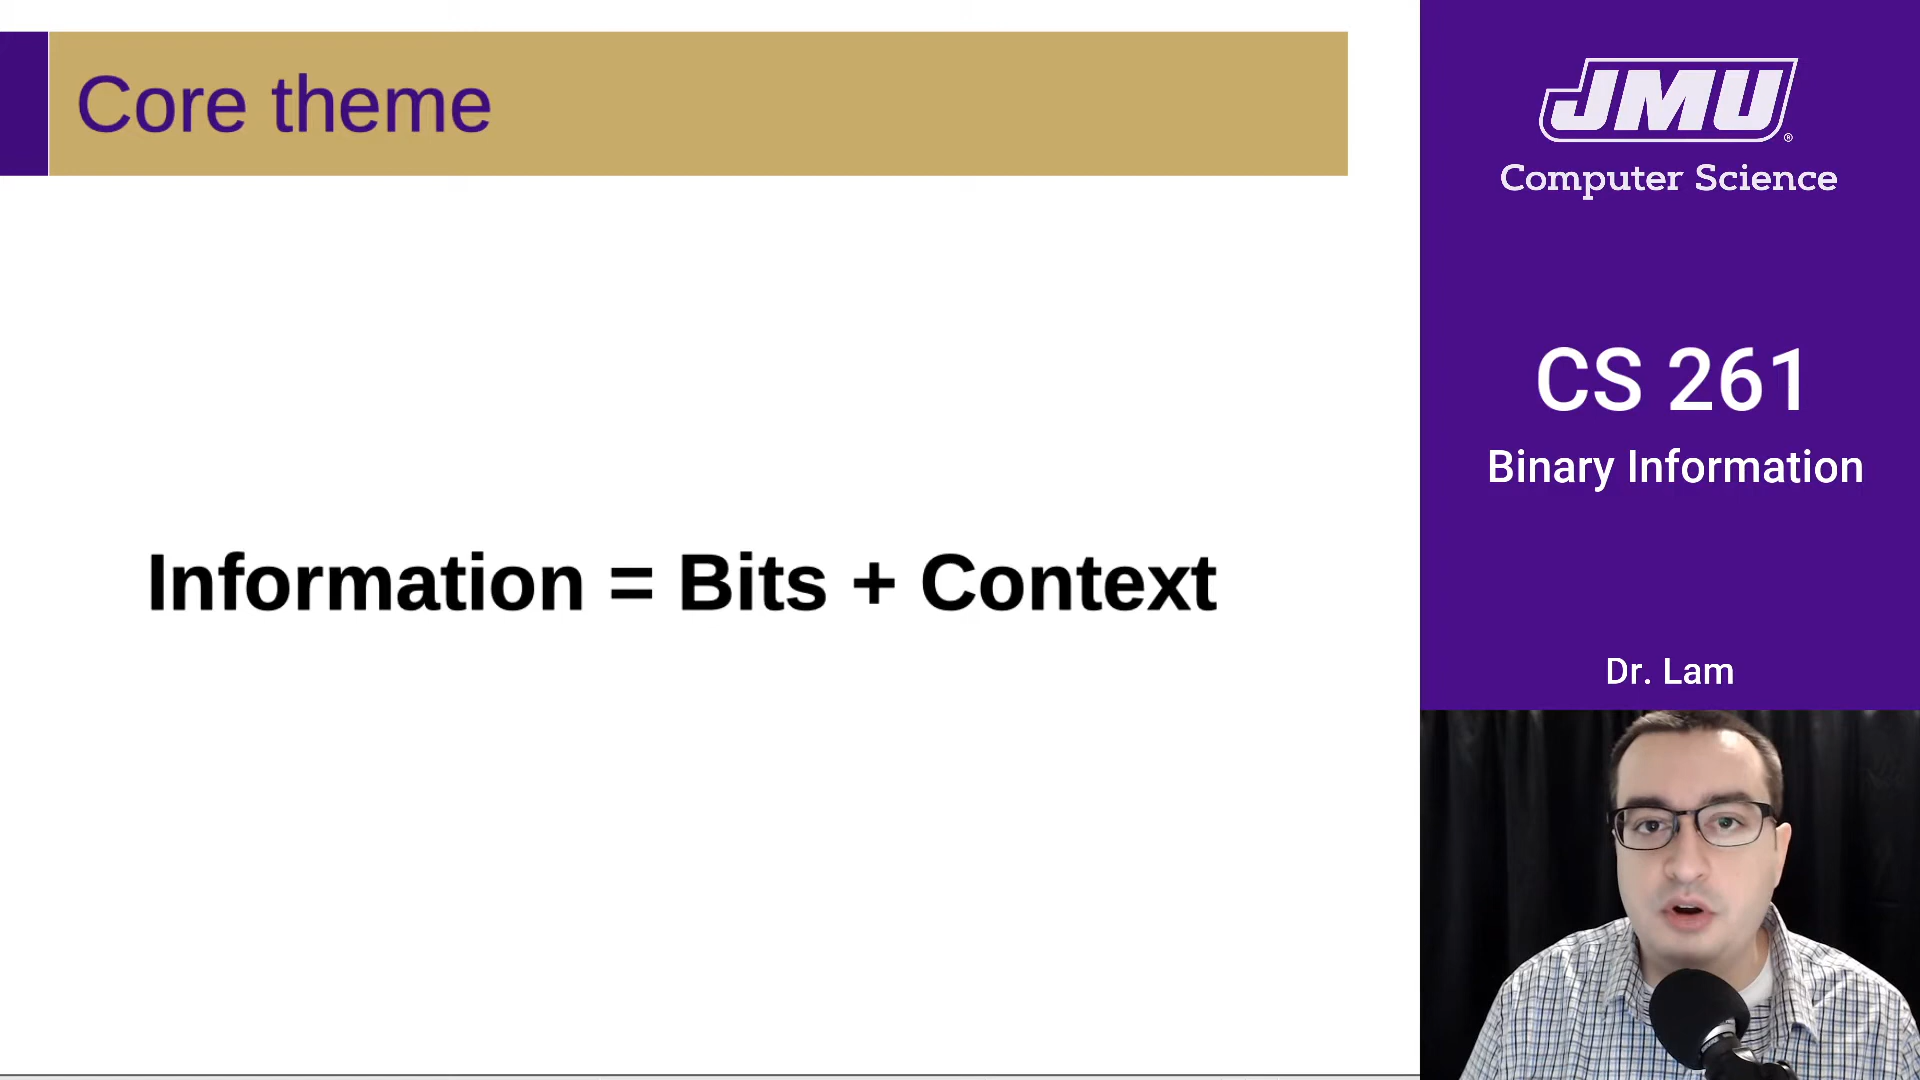 Core theme
Information = Bits + Context
JMU®
Computer Science
CS 261
Binary Information
Dr. Lam